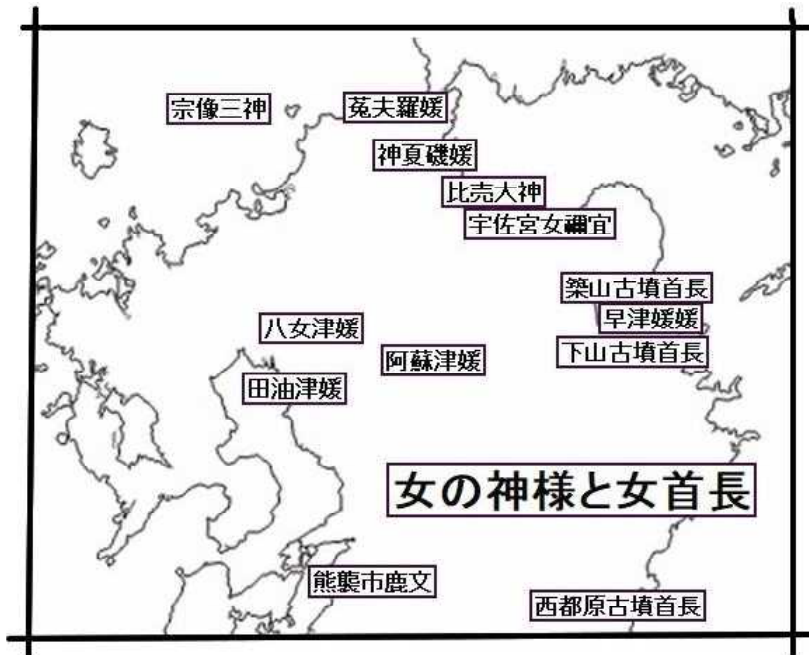 宗像三神
菟夫羅媛
神夏磯媛
比売大神
宇佐宮女禰宜
築山古墳首長
早津媛媛
下山古墳首長
八女津媛
阿蘇津媛
田油津媛
女の神様と女首長
熊襲市鹿文
西都原古墳首長